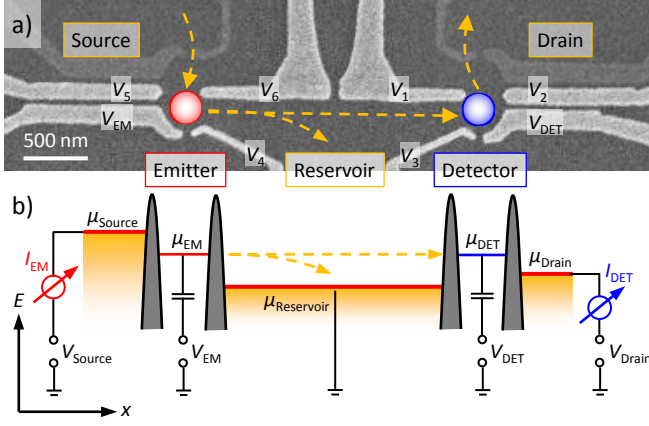 a)
Source
Drain
V5 V6 V1 V2
VEM VDET
500 nm
V4 V3
Emitter Reservoir Detector
b)
μSource
μEM μDET
μDrain
IEM IDET
μReservoir
E
VSource VEM VDET VDrain
x